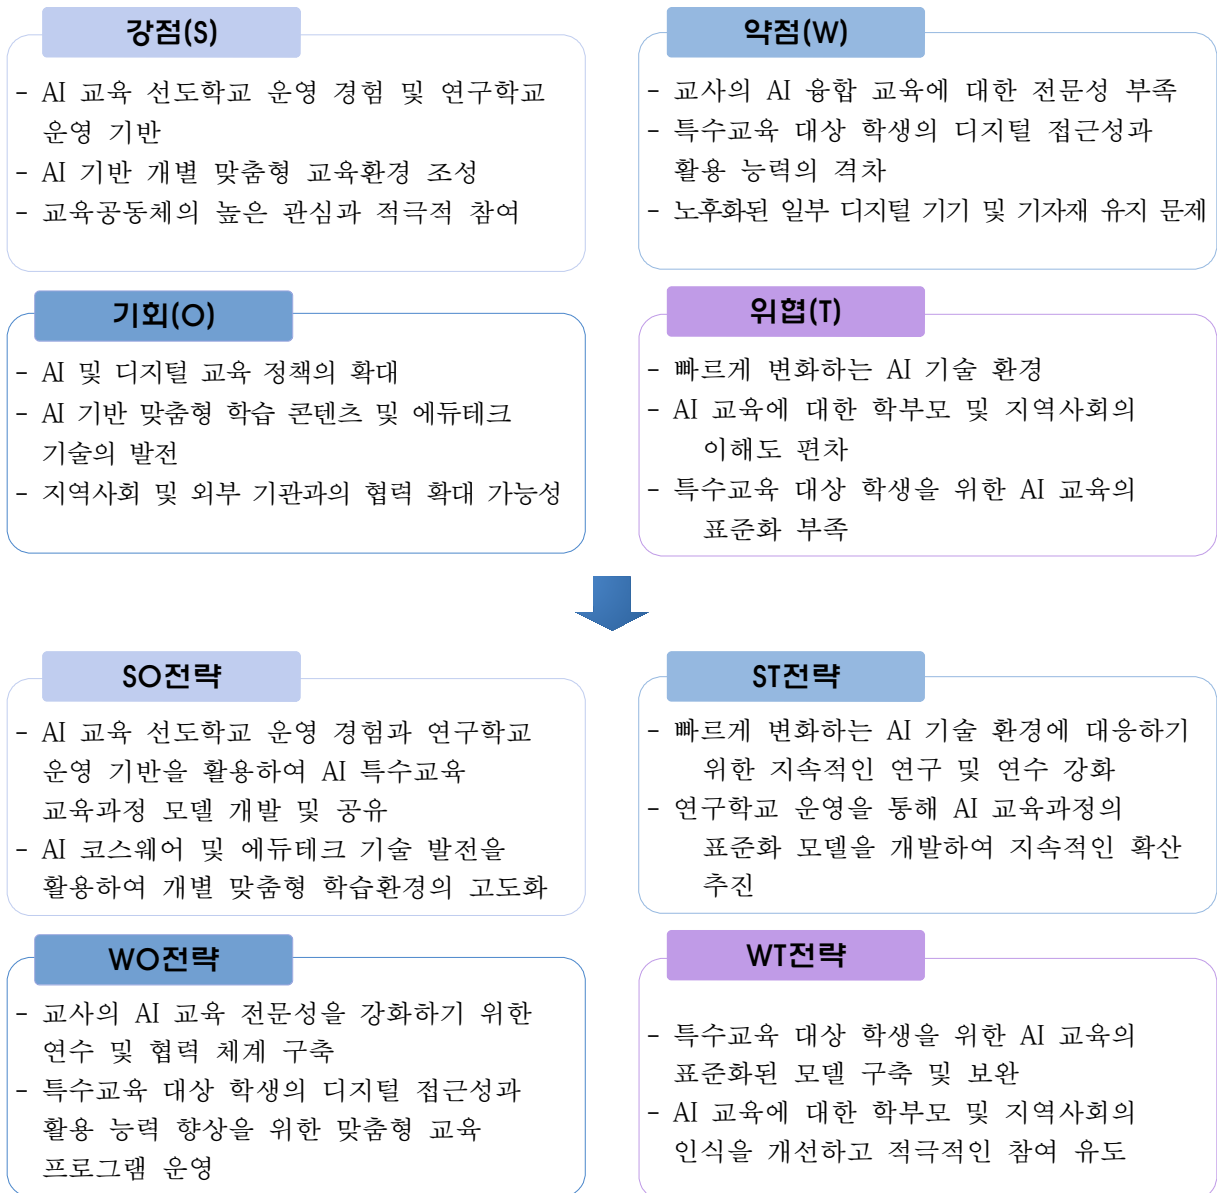 강점(S)
- AI 교육 선도학교 운영 경험 및 연구학교
운영 기반
- AI 기반 개별 맞춤형 교육환경 조성
- 교육공동체의 높은 관심과 적극적 참여
약점(W)
- 교사의 AI 융합 교육에 대한 전문성 부족
- 특수교육 대상 학생의 디지털 접근성과
활용 능력의 격차
- 노후화된 일부 디지털 기기 및 기자재 유지 문제
기회(O)
- AI 및 디지털 교육 정책의 확대
- AI 기반 맞춤형 학습 콘텐츠 및 에듀테크
기술의 발전
- 지역사회 및 외부 기관과의 협력 확대 가능성
위협(T)
- 빠르게 변화하는 AI 기술 환경
- AI 교육에 대한 학부모 및 지역사회의
이해도 편차
- 특수교육 대상 학생을 위한 AI 교육의
표준화 부족
SO전략
- AI 교육 선도학교 운영 경험과 연구학교
운영 기반을 활용하여 AI 특수교육
교육과정 모델 개발 및 공유
- AI 코스웨어 및 에듀테크 기술 발전을
활용하여 개별 맞춤형 학습환경의 고도화
ST전략
- 빠르게 변화하는 AI 기술 환경에 대응하기
위한 지속적인 연구 및 연수 강화
- 연구학교 운영을 통해 AI 교육과정의
표준화 모델을 개발하여 지속적인 확산
추진
WO전략
- 교사의 AI 교육 전문성을 강화하기 위한
연수 및 협력 체계 구축
- 특수교육 대상 학생의 디지털 접근성과
활용 능력 향상을 위한 맞춤형 교육
프로그램 운영
WT전략
- 특수교육 대상 학생을 위한 AI 교육의
표준화된 모델 구축 및 보완
- AI 교육에 대한 학부모 및 지역사회의
인식을 개선하고 적극적인 참여 유도